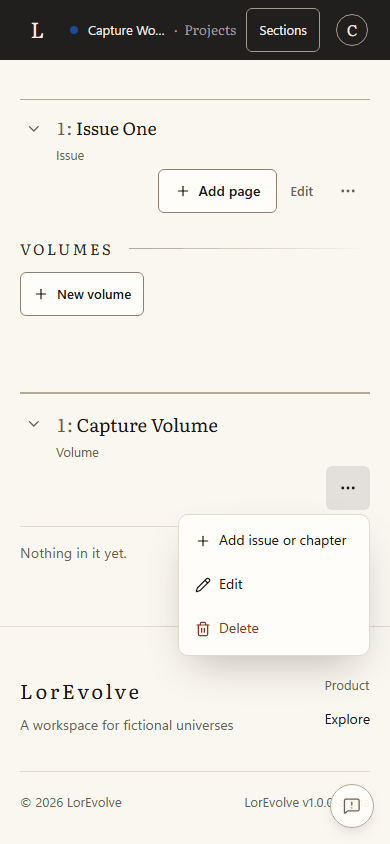 L Capture Wo... · Projects Sections C
1: Issue One
Issue
+ Add page Edit ...
VOLUMES
+ New volume
1: Capture Volume
Volume
...
+ Add issue or chapter
Nothing in it yet.
Edit
Delete
LorEvolve
Product
A workspace for fictional universes
Explore
© 2026 LorEvolve LorEvolve v1.0.0